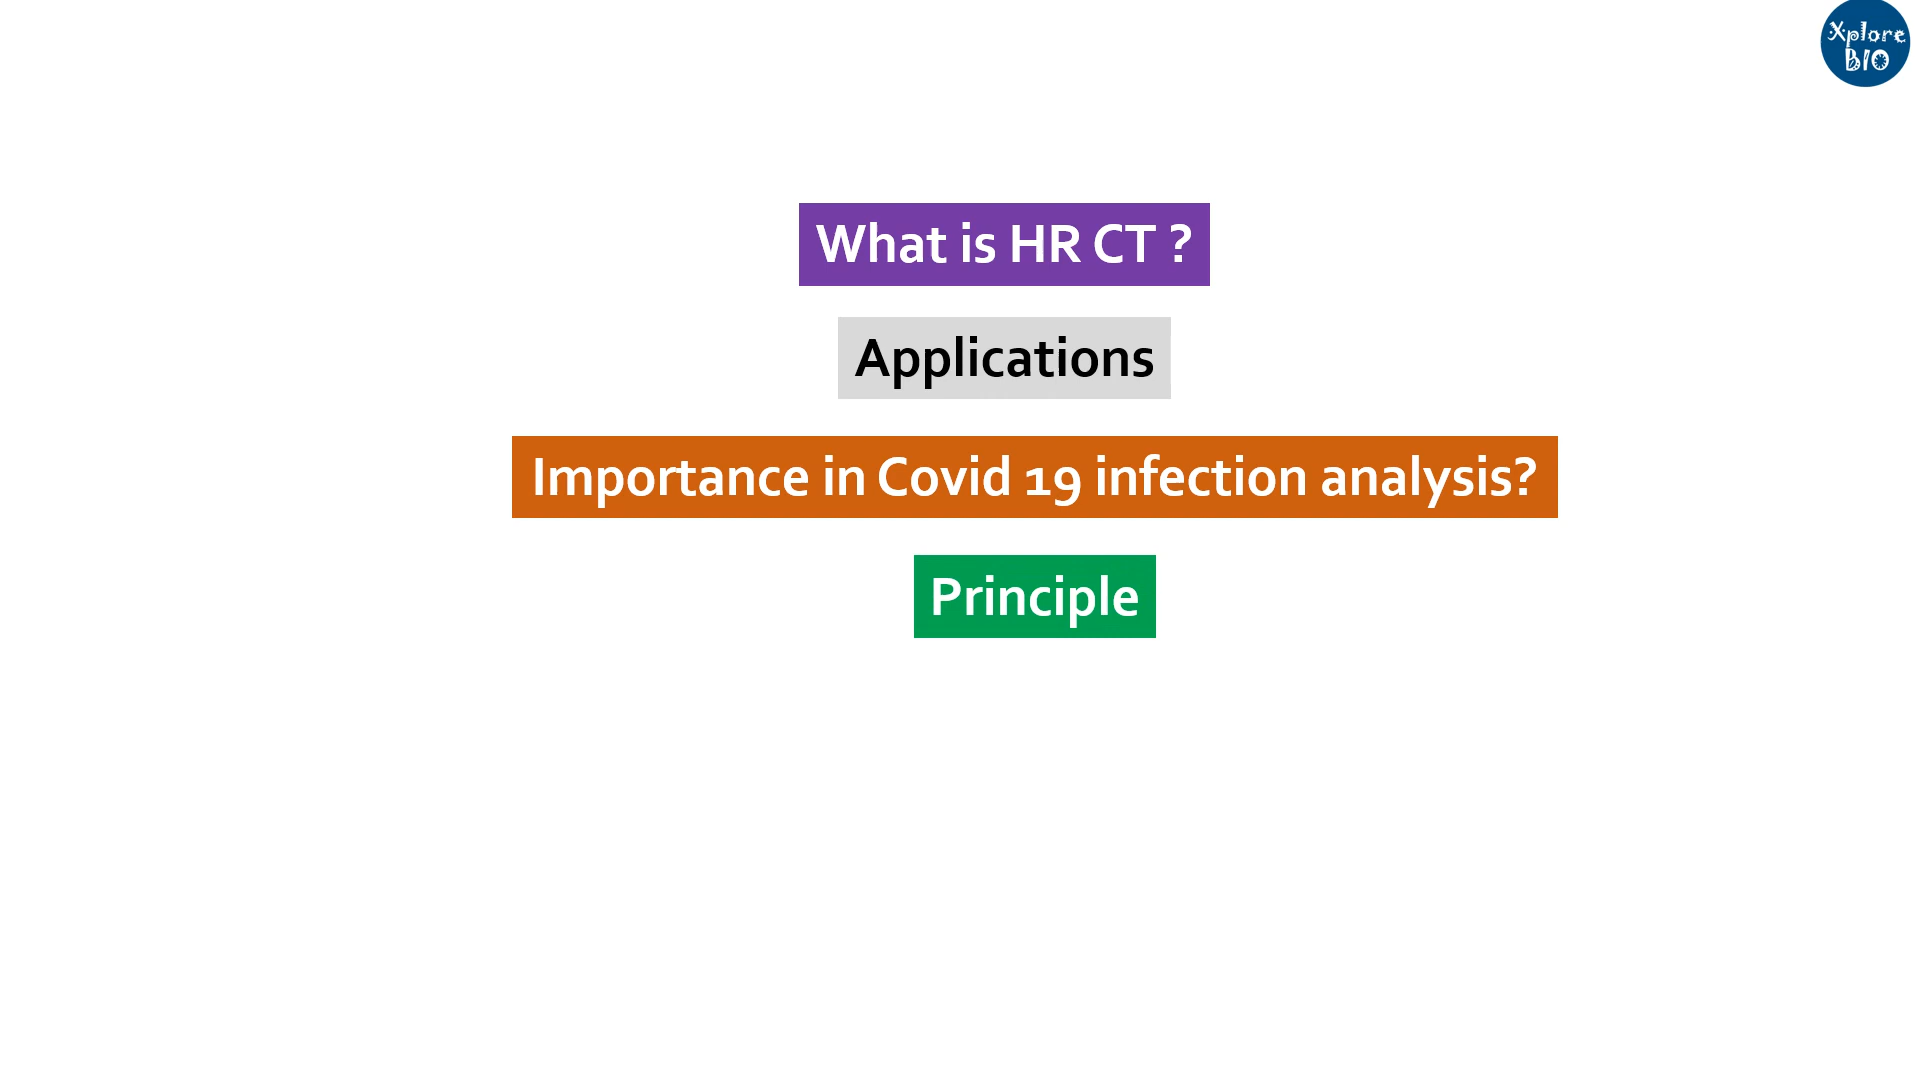 Xplore
BIO
What is HR CT ?
Applications
Importance in Covid 19 infection analysis?
Principle